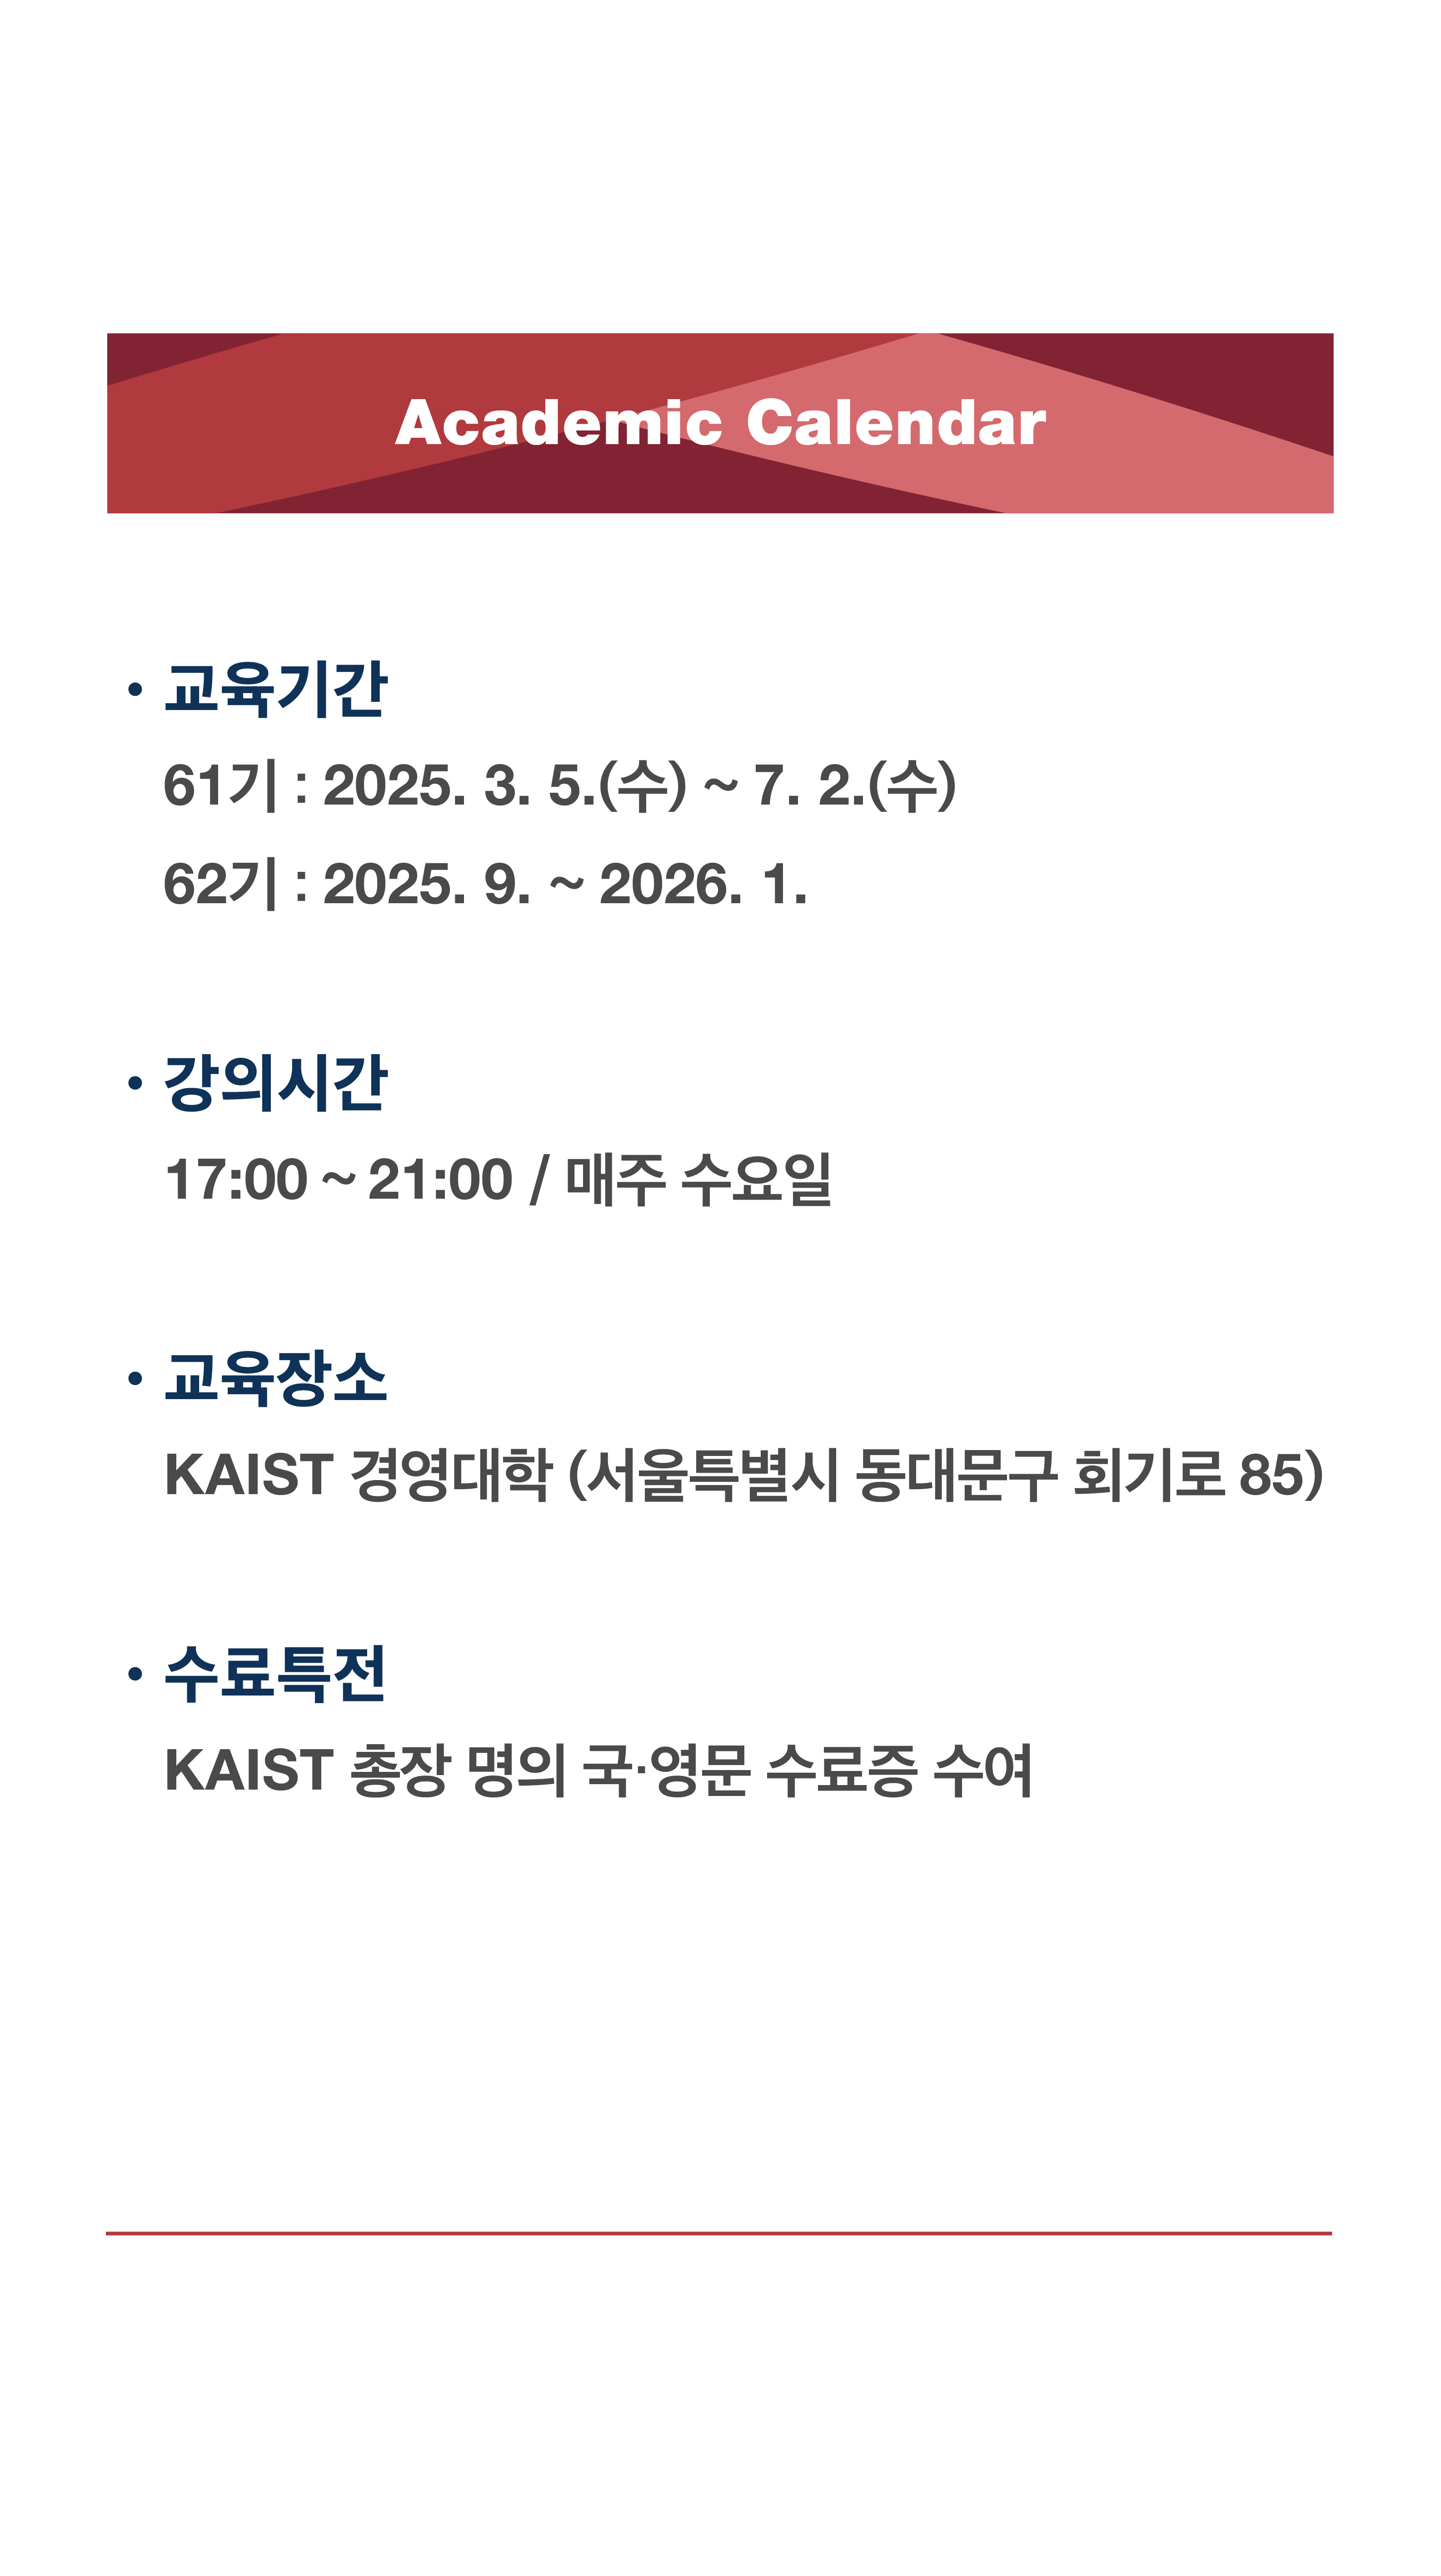 Academic Calendar
• 교육기간
61기 : 2025. 3. 5.(수) ~ 7. 2.(수)
62기 : 2025. 9. ~ 2026. 1.
• 강의시간
17:00 ~ 21:00 / 매주 수요일
• 교육장소
KAIST 경영대학 (서울특별시 동대문구 회기로 85)
• 수료특전
KAIST 총장 명의 국·영문 수료증 수여